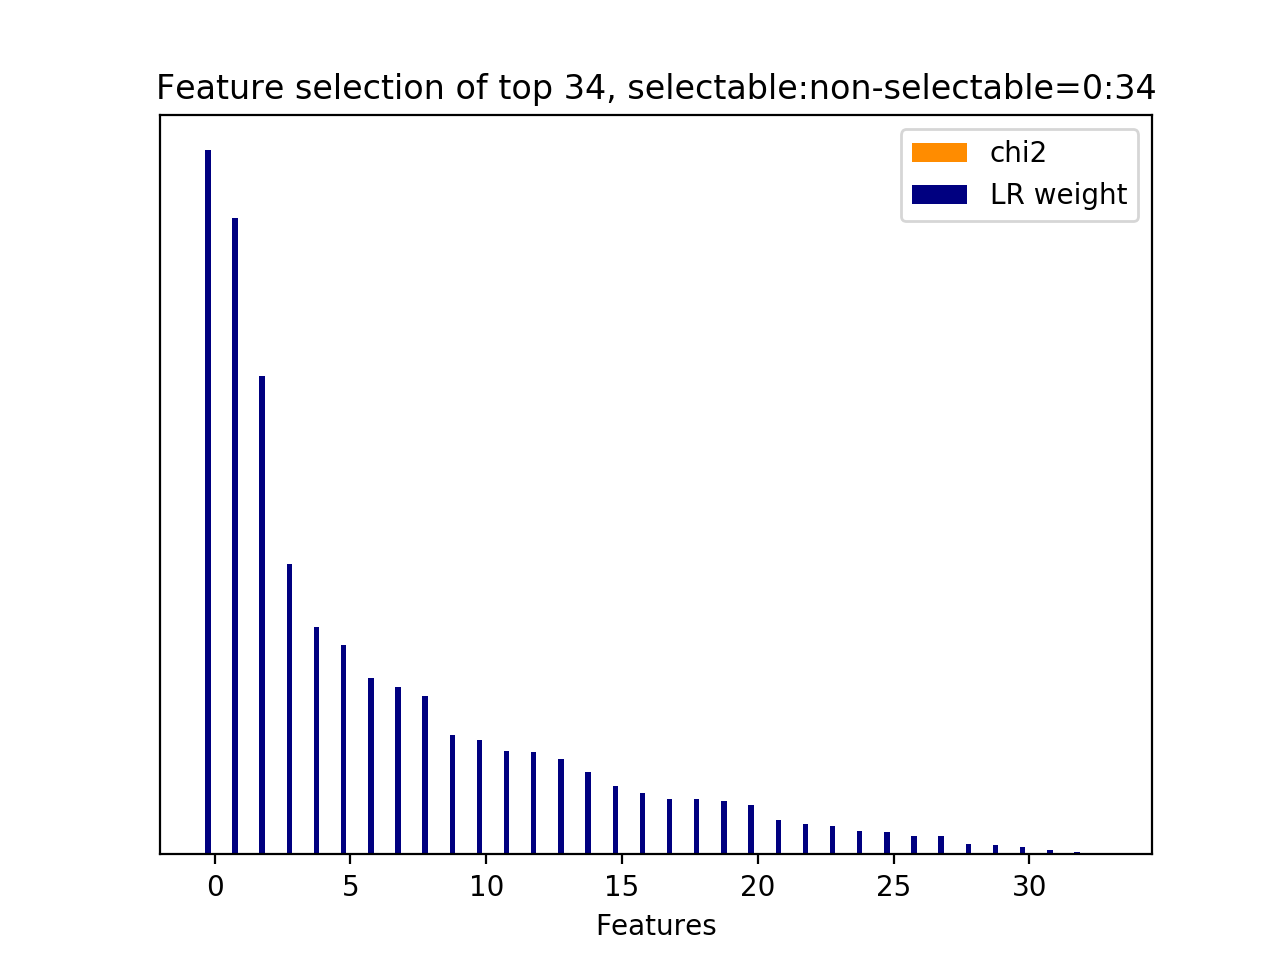 Feature selection of top 34, selectable:non-selectable=0:34
chi2
LR weight
0 5 10 15 20 25 30
Features